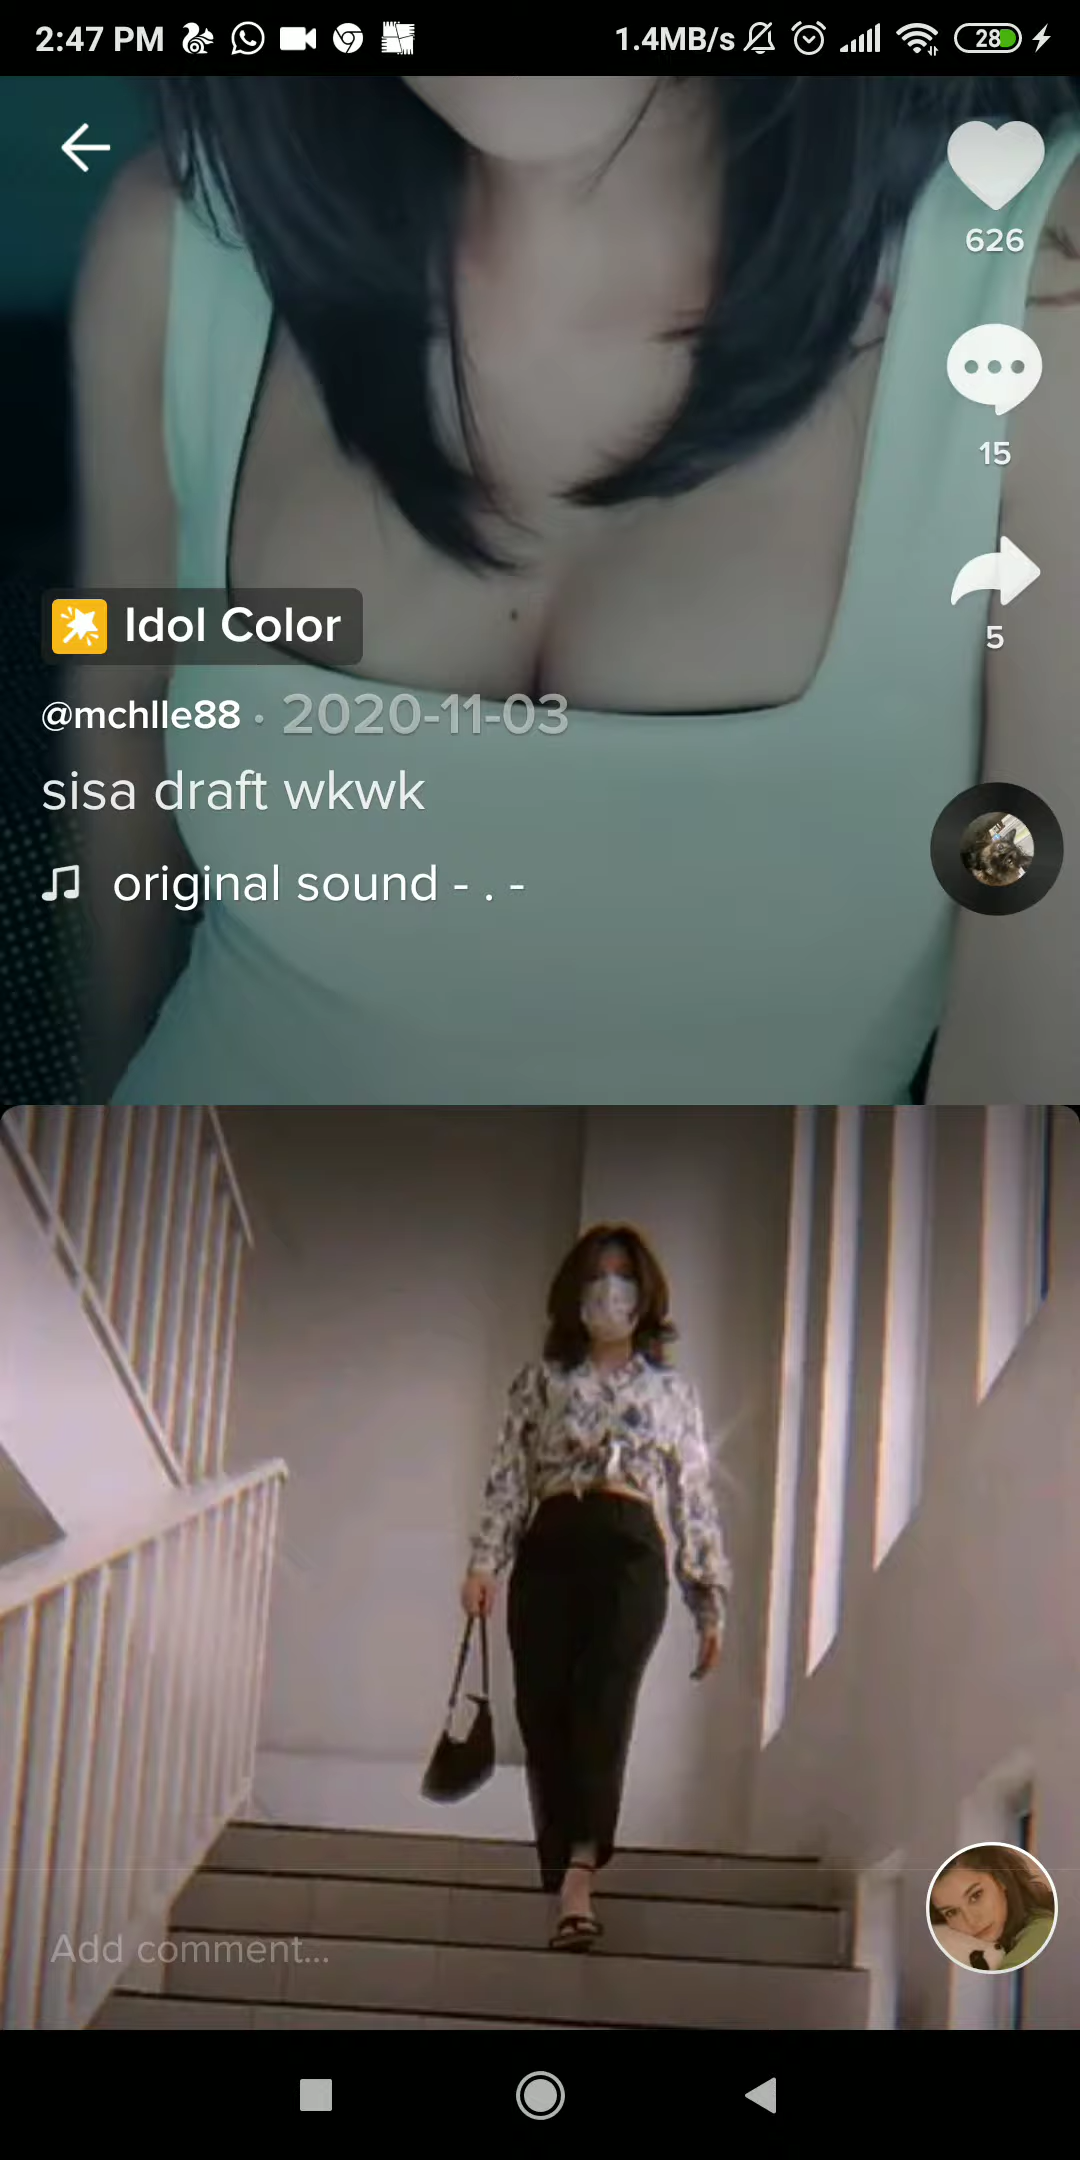 2:47 PM
1.4MB/s
28
626
15
5
Idol Color
@mchlle88 · 2020-11-03
sisa draft wkwk
original sound - . -
Add comment...